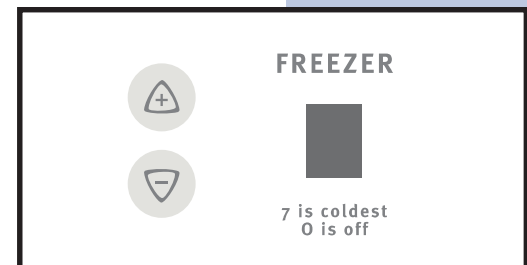 FREEZER
+
−
7 is coldest
0 is off